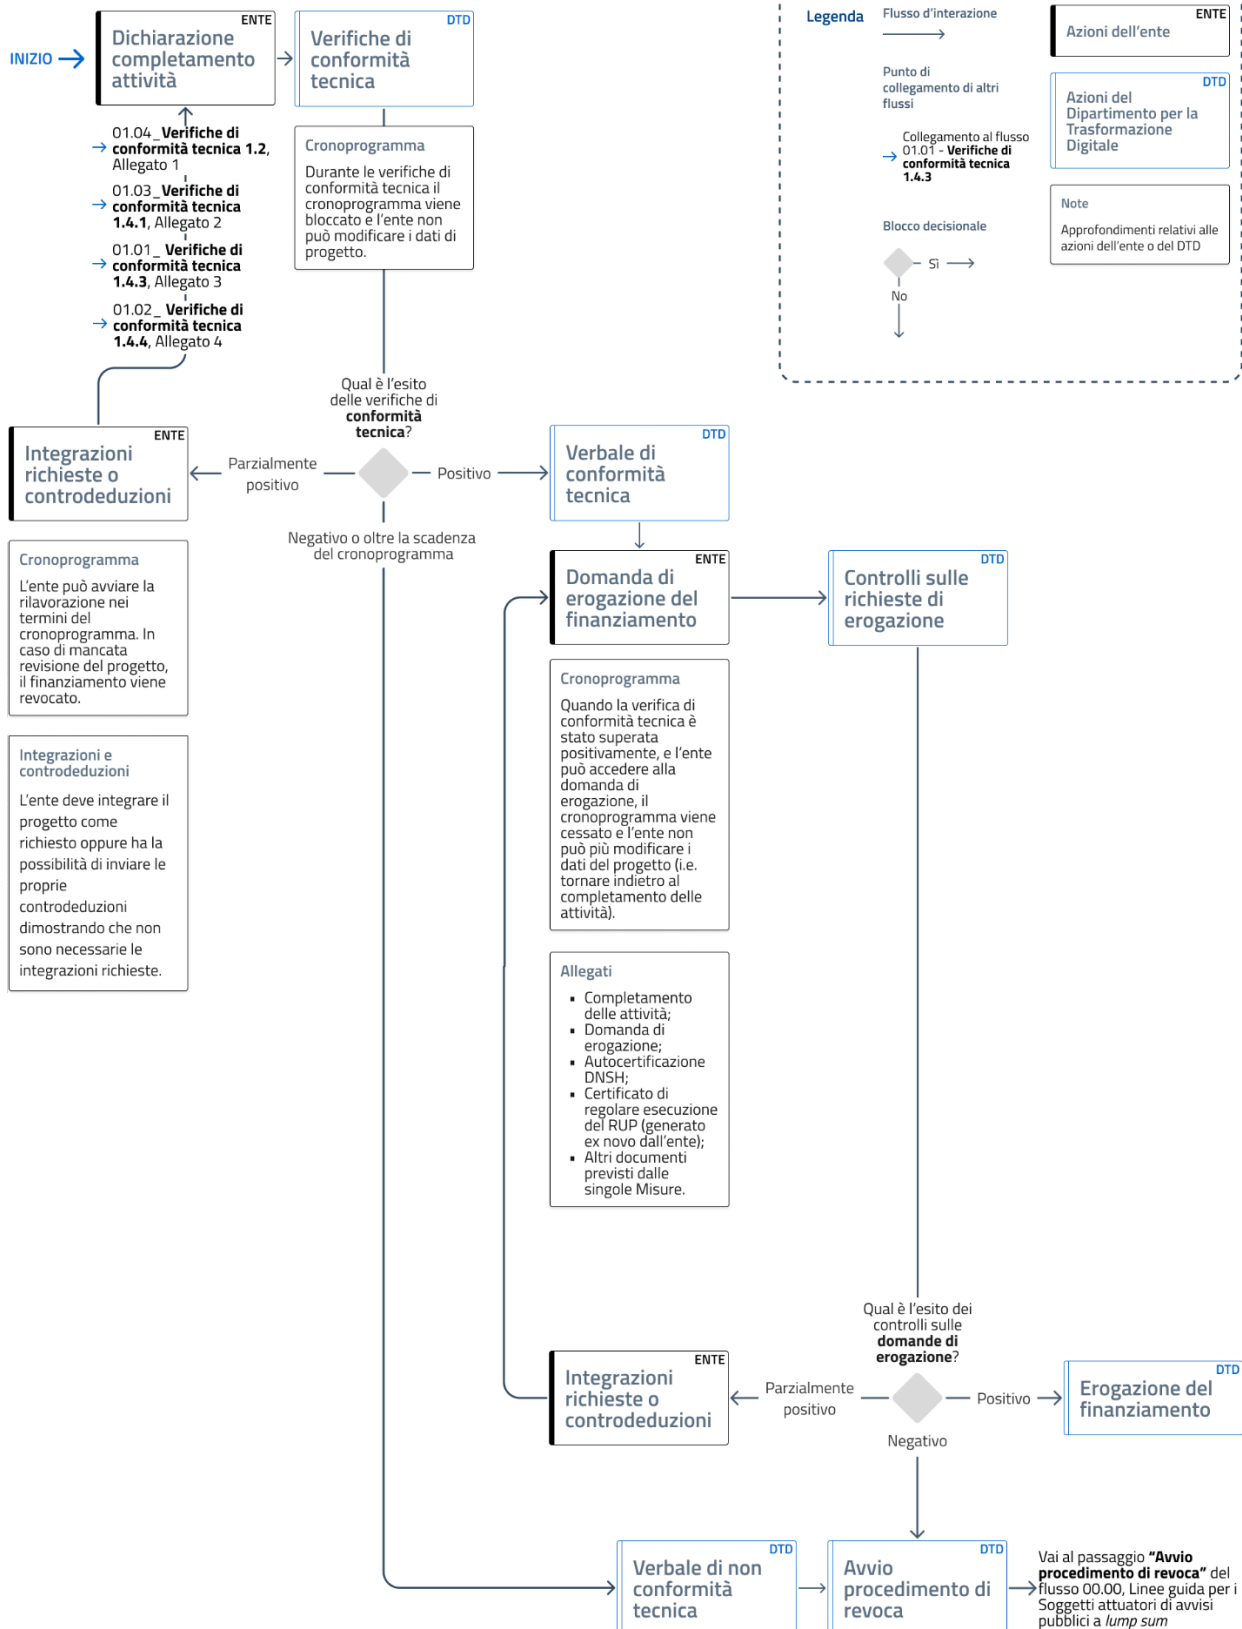 INIZIO
ENTE
Dichiarazione
completamento
attività
DTD
Verifiche di
conformità
tecnica
01.04_Verifiche di
conformità tecnica 1.2,
Allegato 1
01.03_Verifiche di
conformità tecnica
1.4.1, Allegato 2
01.01_Verifiche di
conformità tecnica
1.4.3, Allegato 3
01.02_ Verifiche di
conformità tecnica
1.4.4, Allegato 4
Cronoprogramma
Durante le verifiche di
conformità tecnica il
cronoprogramma viene
bloccato e l'ente non
può modificare i dati di
progetto.
Legenda
Flusso d'interazione
Punto di
collegamento di altri
flussi
Collegamento al flusso
01.01 - Verifiche di
conformità tecnica
1.4.3
Blocco decisionale
Sì
No
ENTE
Azioni dell'ente
DTD
Azioni del
Dipartimento per la
Trasformazione
Digitale
Note
Approfondimenti relativi alle
azioni dell'ente o del DTD
Qual è l'esito
delle verifiche di
conformità
tecnica?
ENTE
Integrazioni
richieste o
controdeduzioni
Parzialmente
positivo
Positivo
DTD
Verbale di
conformità
tecnica
Negativo o oltre la scadenza
del cronoprogramma
Cronoprogramma
L'ente può avviare la
rilavorazione nei
termini del
cronoprogramma. In
caso di mancata
revisione del progetto,
il finanziamento viene
revocato.
Integrazioni e
controdeduzioni
L'ente deve integrare il
progetto come
richiesto oppure ha la
possibilità di inviare le
proprie
controdeduzioni
dimostrando che non
sono necessarie le
integrazioni richieste.
ENTE
Domanda di
erogazione del
finanziamento
DTD
Controlli sulle
richieste di
erogazione
Cronoprogramma
Quando la verifica di
conformità tecnica è
stato superata
positivamente, e l'ente
può accedere alla
domanda di
erogazione, il
cronoprogramma viene
cessato e l'ente non
può più modificare i
dati del progetto (i.e.
tornare indietro al
completamento delle
attività).
Allegati
▪ Completamento
delle attività;
▪ Domanda di
erogazione;
▪ Autocertificazione
DNSH;
▪ Certificato di
regolare esecuzione
del RUP (generato
ex novo dall'ente);
▪ Altri documenti
previsti dalle
singole Misure.
Qual è l'esito dei
controlli sulle
domande di
erogazione?
ENTE
Integrazioni
richieste o
controdeduzioni
Parzialmente
positivo
Positivo
DTD
Erogazione del
finanziamento
Negativo
DTD
Verbale di non
conformità
tecnica
DTD
Avvio
procedimento di
revoca
Vai al passaggio "Avvio
procedimento di revoca" del
flusso 00.00, Linee guida per i
Soggetti attuatori di avvisi
pubblici a lump sum